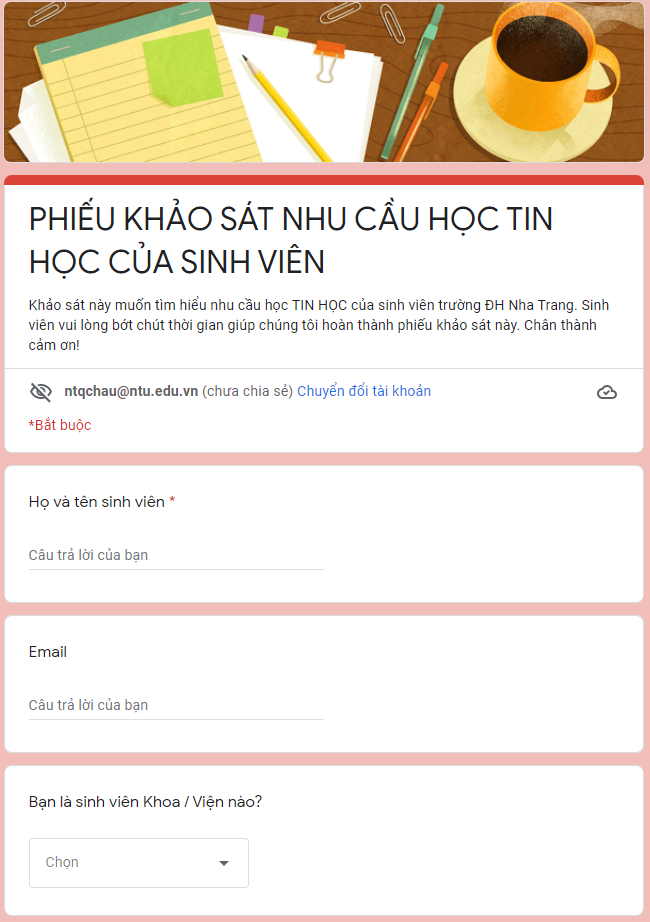 PHIẾU KHẢO SÁT NHU CẦU HỌC TIN
HỌC CỦA SINH VIÊN
Khảo sát này muốn tìm hiểu nhu cầu học TIN HỌC của sinh viên trường ĐH Nha Trang. Sinh
viên vui lòng bớt chút thời gian giúp chúng tôi hoàn thành phiếu khảo sát này. Chân thành
cảm ơn!
ntqchau@ntu.edu.vn (chưa chia sẻ) Chuyển đổi tài khoản
*Bắt buộc
Họ và tên sinh viên *
Câu trả lời của bạn
Email
Câu trả lời của bạn
Bạn là sinh viên Khoa / Viện nào?
Chọn